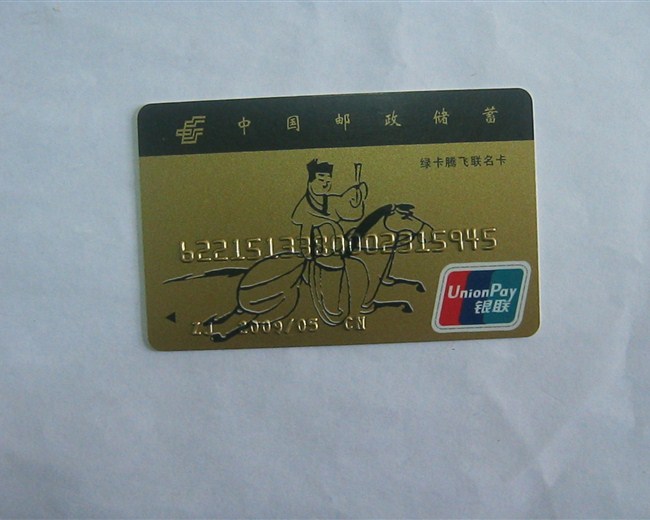 中国邮政储蓄
绿卡腾飞联名卡
UnionPay
银联
2009/05 CN